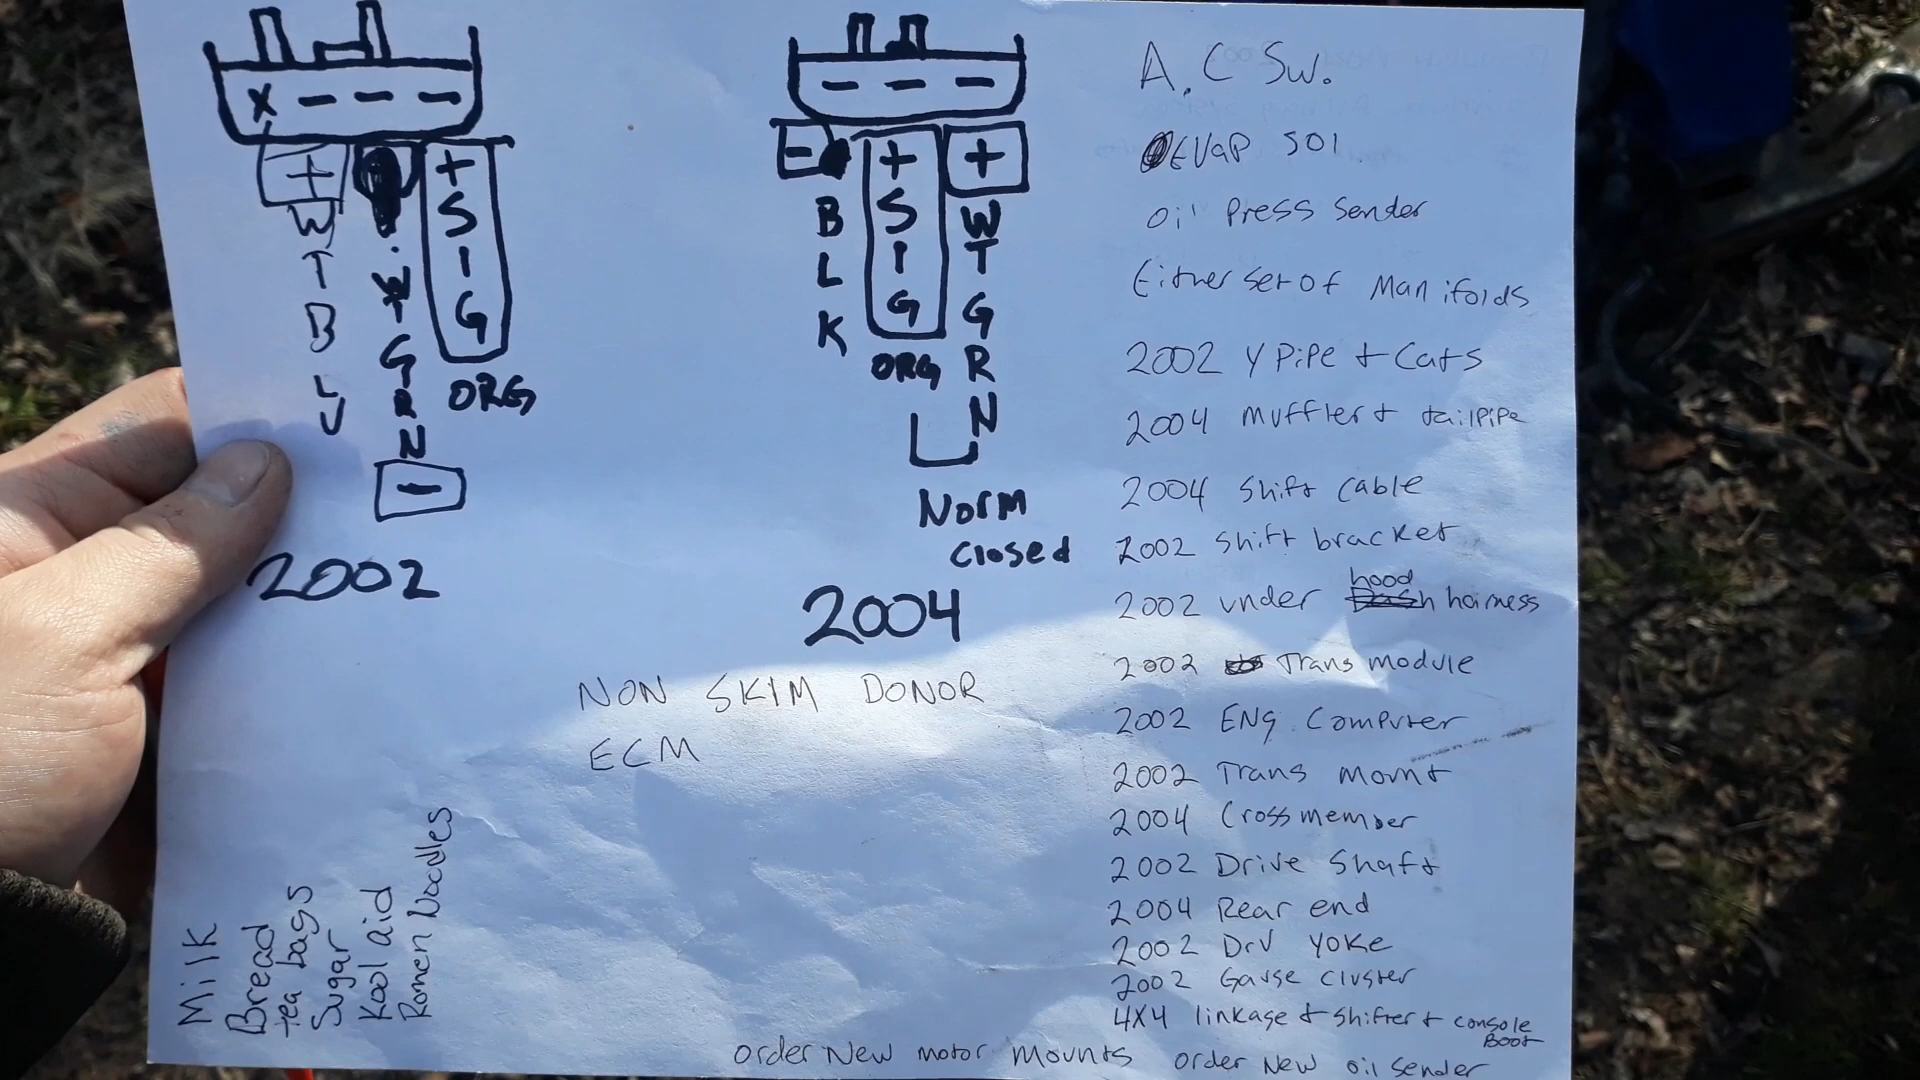 X - - -
+
W
T
B
L
U
-
W
T
G
R
N
-
+
S
I
G
ORG
2002
- - -
-
B
L
K
+
S
I
G
ORG
+
W
T
G
R
N
Norm
Closed
2004
NON SKIM DONOR
ECM
A.C Sw.
EVaP SOl
Oil Press Sender
Either set of Manifolds
2002 Y PiPe + Cats
2004 Muffler + tailpipe
2004 Shift Cable
2002 Shift bracket
2002 under hood harness
2002 Trans module
2002 ENg. Computer
2002 Trans mount
2004 Crossmember
2002 Drive Shaft
2004 Rear end
2002 DrV YoKe
2002 Gauge Cluster
4X4 linkage + Shifter + console
Boot
order New motor mounts order New oil sender
Milk
Bread
tea bags
Sugar
Kool aid
Romen Noodles